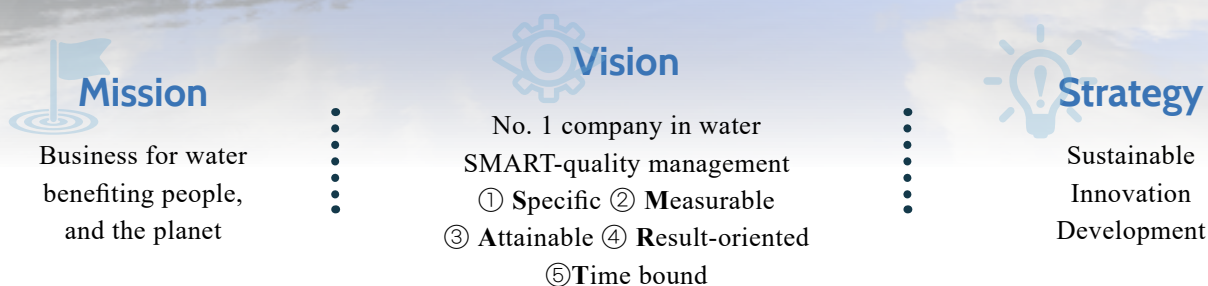 Mission
Business for water
benefiting people,
and the planet
Vision
No. 1 company in water
SMART-quality management
① Specific ② Measurable
③ Attainable ④ Result-oriented
⑤Time bound
Strategy
Sustainable
Innovation
Development